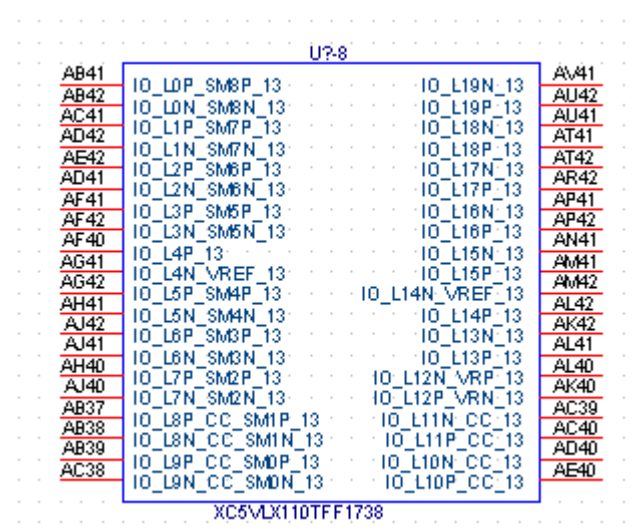 U?-8
AB41 IO_L0P_SM8P_13 IO_L19N_13 AV41
AB42 IO_L0N_SM8N_13 IO_L19P_13 AU42
AC41 IO_L1P_SM7P_13 IO_L18N_13 AU41
AD42 IO_L1N_SM7N_13 IO_L18P_13 AT41
AE42 IO_L2P_SM6P_13 IO_L17N_13 AT42
AD41 IO_L2N_SM6N_13 IO_L17P_13 AR42
AF41 IO_L3P_SM5P_13 IO_L16N_13 AP41
AF42 IO_L3N_SM5N_13 IO_L16P_13 AP42
AF40 IO_L4P_13 IO_L15N_13 AN41
AG41 IO_L4N_VREF_13 IO_L15P_13 AM41
AG42 IO_L5P_SM4P_13 IO_L14N_VREF_13 AM42
AH41 IO_L5N_SM4N_13 IO_L14P_13 AL42
AJ42 IO_L6P_SM3P_13 IO_L13N_13 AK42
AJ41 IO_L6N_SM3N_13 IO_L13P_13 AL41
AH40 IO_L7P_SM2P_13 IO_L12N_VRP_13 AL40
AJ40 IO_L7N_SM2N_13 IO_L12P_VRN_13 AK40
AB37 IO_L8P_CC_SM1P_13 IO_L11N_CC_13 AC39
AB38 IO_L8N_CC_SM1N_13 IO_L11P_CC_13 AC40
AB39 IO_L9P_CC_SM0P_13 IO_L10N_CC_13 AD40
AC38 IO_L9N_CC_SM0N_13 IO_L10P_CC_13 AE40
XC5VLX110TFF1738